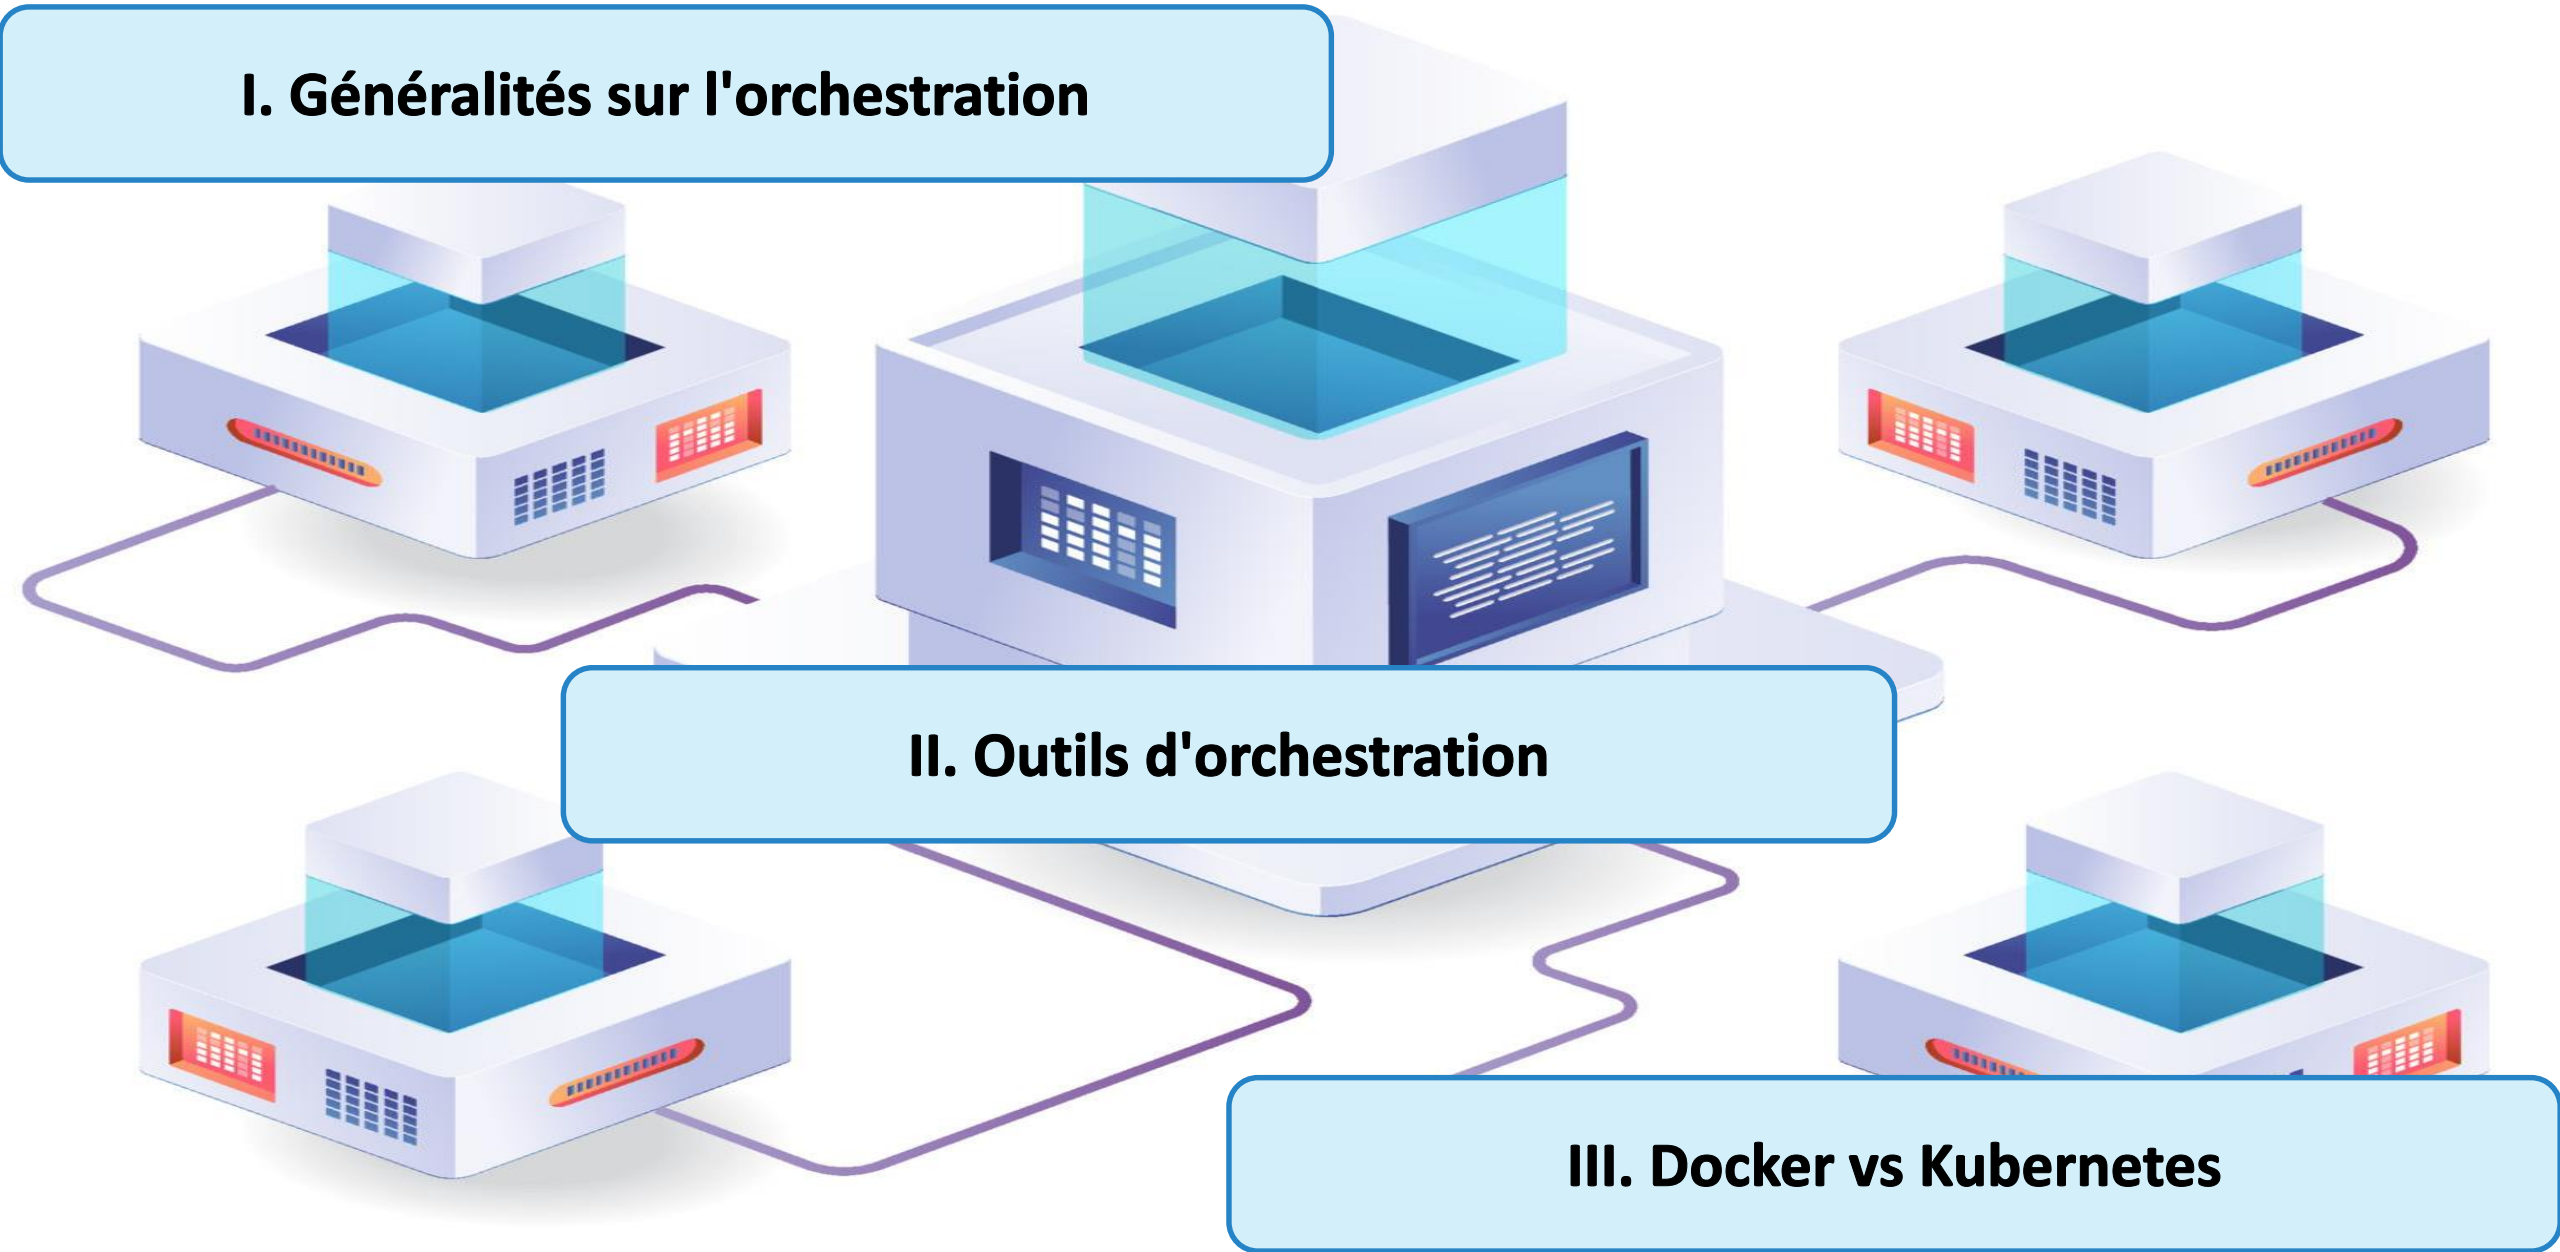 I. Généralités sur l'orchestration
II. Outils d'orchestration
III. Docker vs Kubernetes